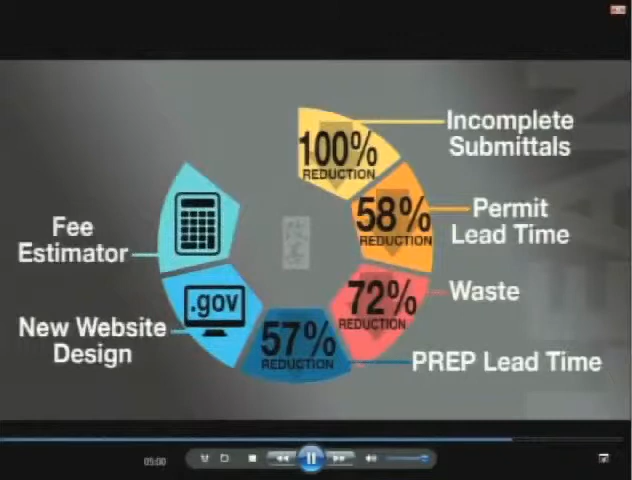 100%
REDUCTION
Incomplete
Submittals
58%
REDUCTION
Permit
Lead Time
72%
REDUCTION
Waste
57%
REDUCTION
PREP Lead Time
.gov
New Website
Design
Fee
Estimator
LEAN
05:00